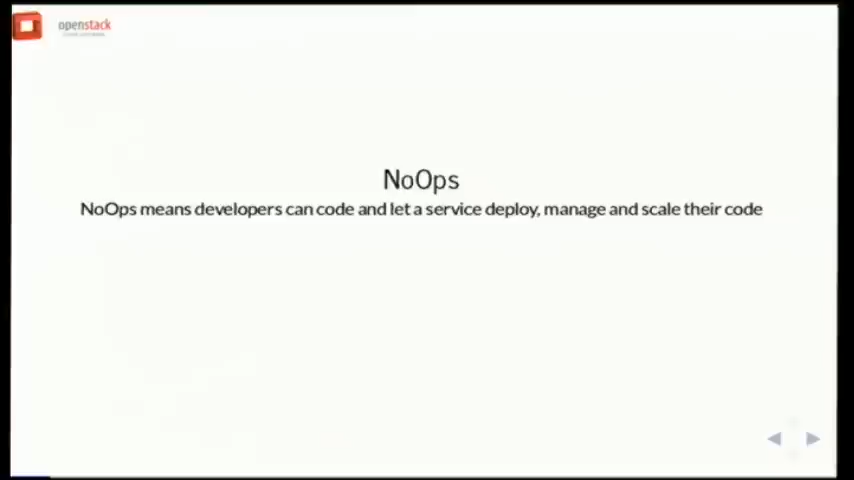 openstack
NoOps
NoOps means developers can code and let a service deploy, manage and scale their code